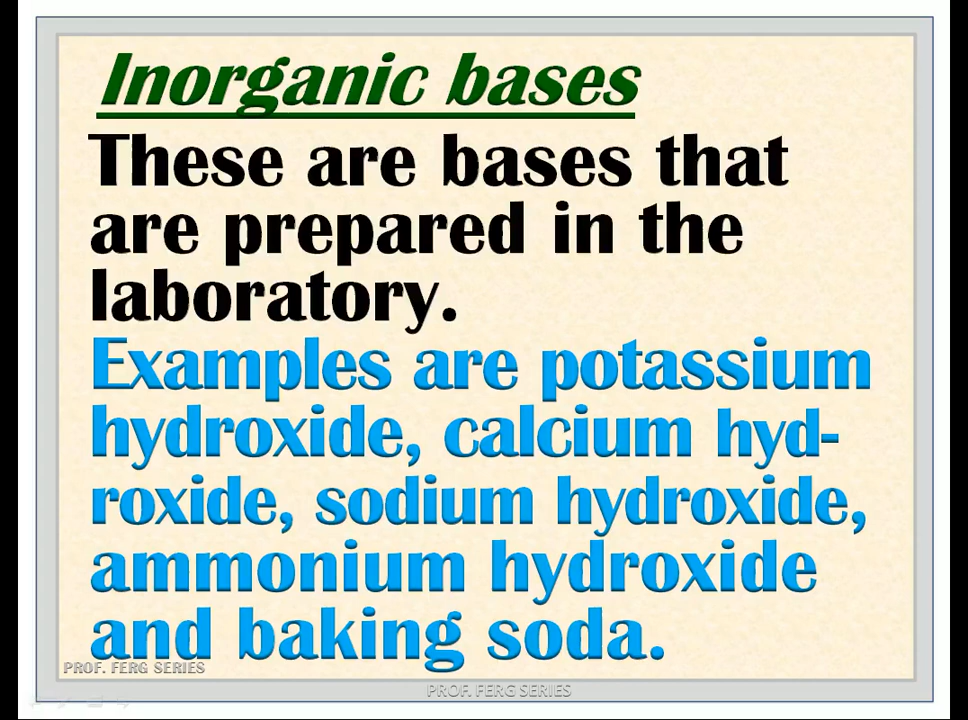 Inorganic bases
These are bases that
are prepared in the
laboratory.
Examples are potassium
hydroxide, calcium hyd-
roxide, sodium hydroxide,
ammonium hydroxide
and baking soda.
PROF. FERG SERIES
PROF. FERG SERIES